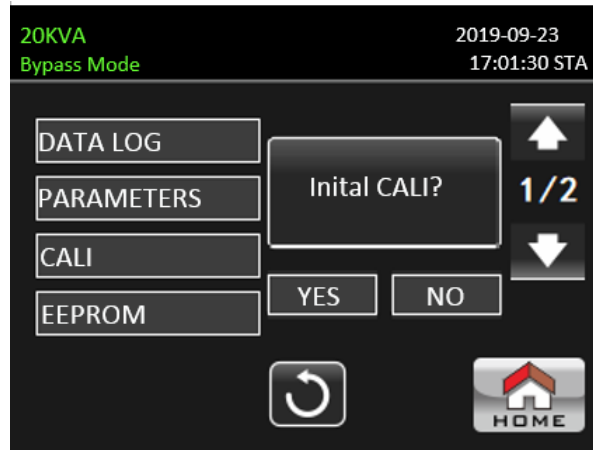 20KVA
2019-09-23
Bypass Mode
17:01:30 STA
DATA LOG
PARAMETERS
CALI
EEPROM
Inital CALI?
YES
NO
1/2
HOME